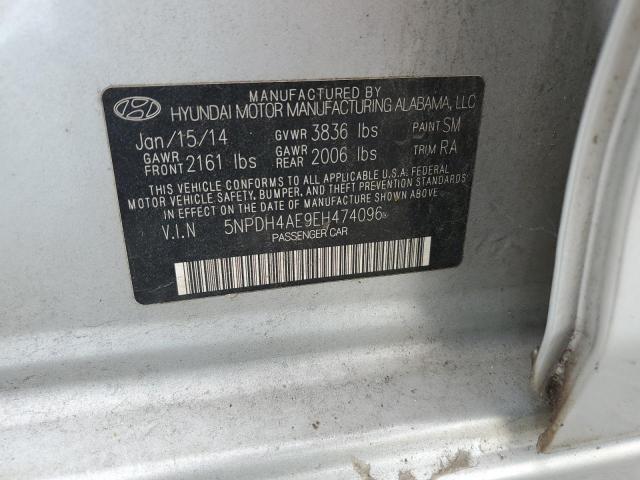 MANUFACTURED BY
HYUNDAI MOTOR MANUFACTURING ALABAMA, LLC
Jan/15/14 GVWR 3836 lbs PAINT SM
GAWR FRONT 2161 lbs GAWR REAR 2006 lbs TRIM RA
THIS VEHICLE CONFORMS TO ALL APPLICABLE U.S.A. FEDERAL
MOTOR VEHICLE SAFETY, BUMPER, AND THEFT PREVENTION STANDARDS
IN EFFECT ON THE DATE OF MANUFACTURE SHOWN ABOVE.
V.I.N 5NPDH4AE9EH474096
PASSENGER CAR